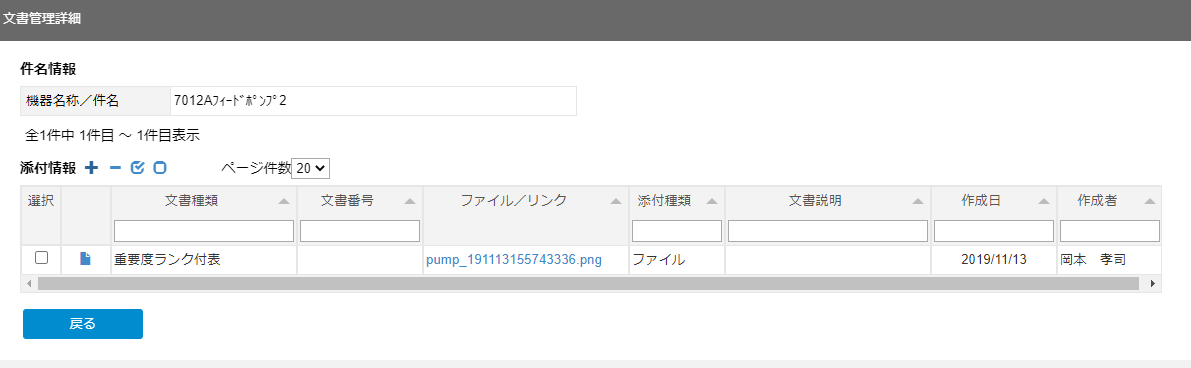 文書管理詳細
件名情報
機器名称／件名 7012Aﾌｨｰﾄﾞﾎﾟﾝﾌﾟ2
全1件中 1件目 ～ 1件目表示
添付情報 ページ件数 20
選択 文書種類 文書番号 ファイル／リンク 添付種類 文書説明 作成日 作成者
重要度ランク付表 pump_191113155743336.png ファイル 2019/11/13 岡本　孝司
戻る